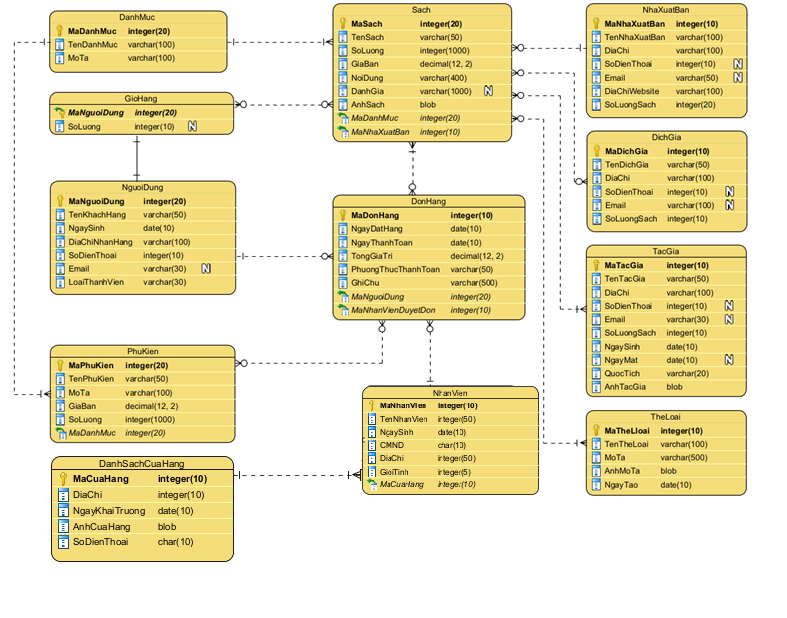 DanhMuc
MaDanhMuc integer(20)
TenDanhMuc varchar(100)
MoTa varchar(100)
GioHang
MaNguoiDung integer(20)
SoLuong integer(10) N
NguoiDung
MaNguoiDung integer(20)
TenKhachHang varchar(50)
NgaySinh date(10)
DiaChiNhanHang varchar(100)
SoDienThoai integer(10)
Email varchar(30) N
LoaiThanhVien varchar(30)
PhuKien
MaPhuKien integer(20)
TenPhuKien varchar(50)
MoTa varchar(100)
GiaBan decimal(12, 2)
SoLuong integer(1000)
MaDanhMuc integer(20)
DanhSachCuaHang
MaCuaHang integer(10)
DiaChi integer(10)
NgayKhaiTruong date(10)
AnhCuaHang blob
SoDienThoai char(10)
Sach
MaSach integer(20)
TenSach varchar(50)
SoLuong integer(1000)
GiaBan decimal(12, 2)
NoiDung varchar(400)
DanhGia varchar(1000) N
AnhSach blob
MaDanhMuc integer(20)
MaNhaXuatBan integer(10)
DonHang
MaDonHang integer(10)
NgayDatHang date(10)
NgayThanhToan date(10)
TongGiaTri decimal(12, 2)
PhuongThucThanhToan varchar(50)
GhiChu varchar(500)
MaNguoiDung integer(20)
MaNhanVienDuyetDon integer(10)
NhanVien
MaNhanVien integer(10)
TenNhanVien integer(50)
NgaySinh date(10)
CMND char(10)
DiaChi integer(50)
GioiTinh integer(5)
MaCuaHang integer(10)
NhaXuatBan
MaNhaXuatBan integer(10)
TenNhaXuatBan varchar(100)
DiaChi varchar(100)
SoDienThoai integer(10) N
Email varchar(50) N
DiaChiWebsite varchar(100)
SoLuongSach integer(20)
DichGia
MaDichGia integer(10)
TenDichGia varchar(50)
DiaChi varchar(100)
SoDienThoai integer(10) N
Email varchar(100) N
SoLuongSach integer(10)
TacGia
MaTacGia integer(10)
TenTacGia varchar(50)
DiaChi varchar(100)
SoDienThoai integer(10) N
Email varchar(30) N
SoLuongSach integer(10)
NgaySinh date(10)
NgayMat date(10) N
QuocTich varchar(20)
AnhTacGia blob
TheLoai
MaTheLloai integer(10)
TenTheLoai varchar(100)
MoTa varchar(500)
AnhMoTa blob
NgayTao date(10)